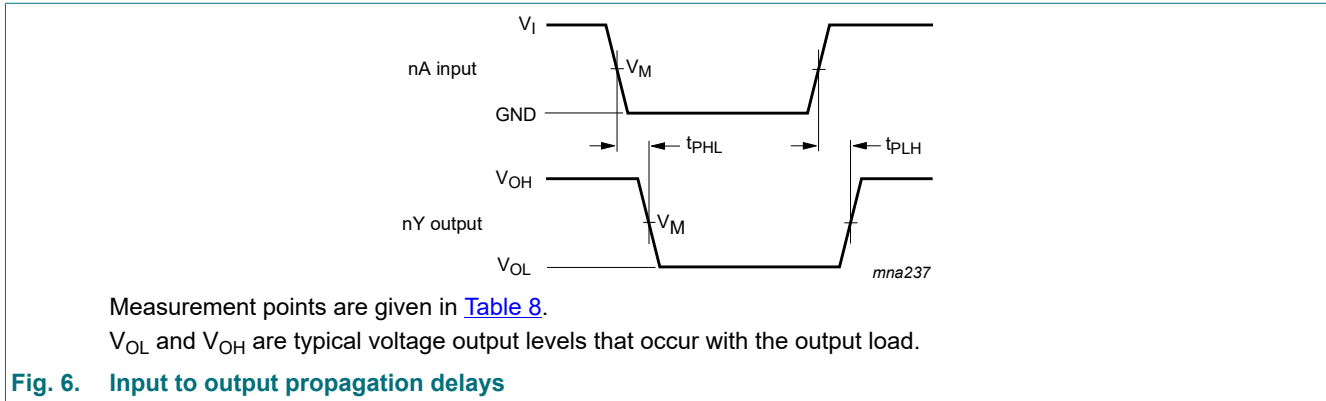 V_I
nA input
V_M
GND
t_PHL
t_PLH
V_OH
nY output
V_M
V_OL
mna237
Measurement points are given in Table 8.
V_OL and V_OH are typical voltage output levels that occur with the output load.
Fig. 6. Input to output propagation delays